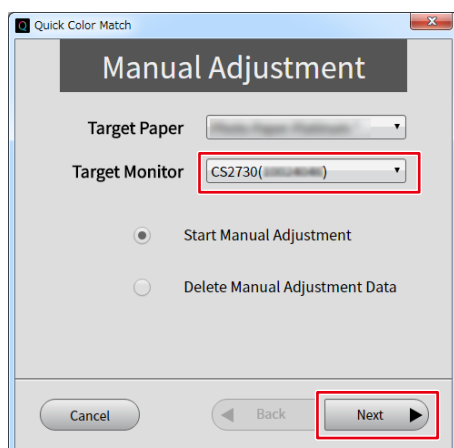 Quick Color Match
Manual Adjustment
Target Paper
Target Monitor CS2730( )
Start Manual Adjustment
Delete Manual Adjustment Data
Cancel Back Next